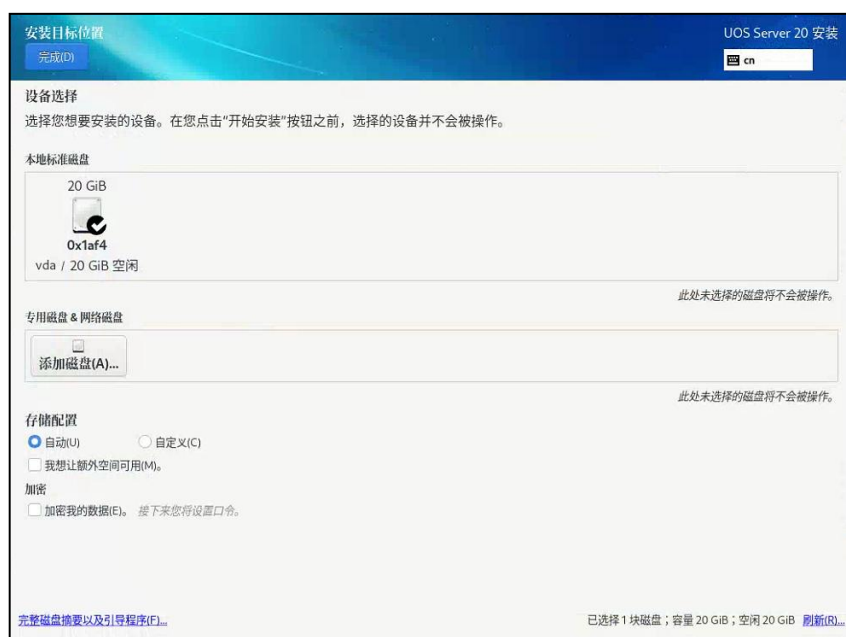 安装目标位置
UOS Server 20 安装
完成(D)
cn
设备选择
选择您想要安装的设备。在您点击“开始安装”按钮之前，选择的设备并不会被操作。
本地标准磁盘
20 GiB
0x1af4
vda / 20 GiB 空闲
此处未选择的磁盘将不会被操作。
专用磁盘 & 网络磁盘
添加磁盘(A)...
此处未选择的磁盘将不会被操作。
存储配置
自动(U) 自定义(C)
我想让额外空间可用(M)。
加密
加密我的数据(E)。 接下来您将设置口令。
完整磁盘摘要以及引导程序(F)... 已选择 1 块磁盘；容量 20 GiB；空闲 20 GiB 刷新(R)...